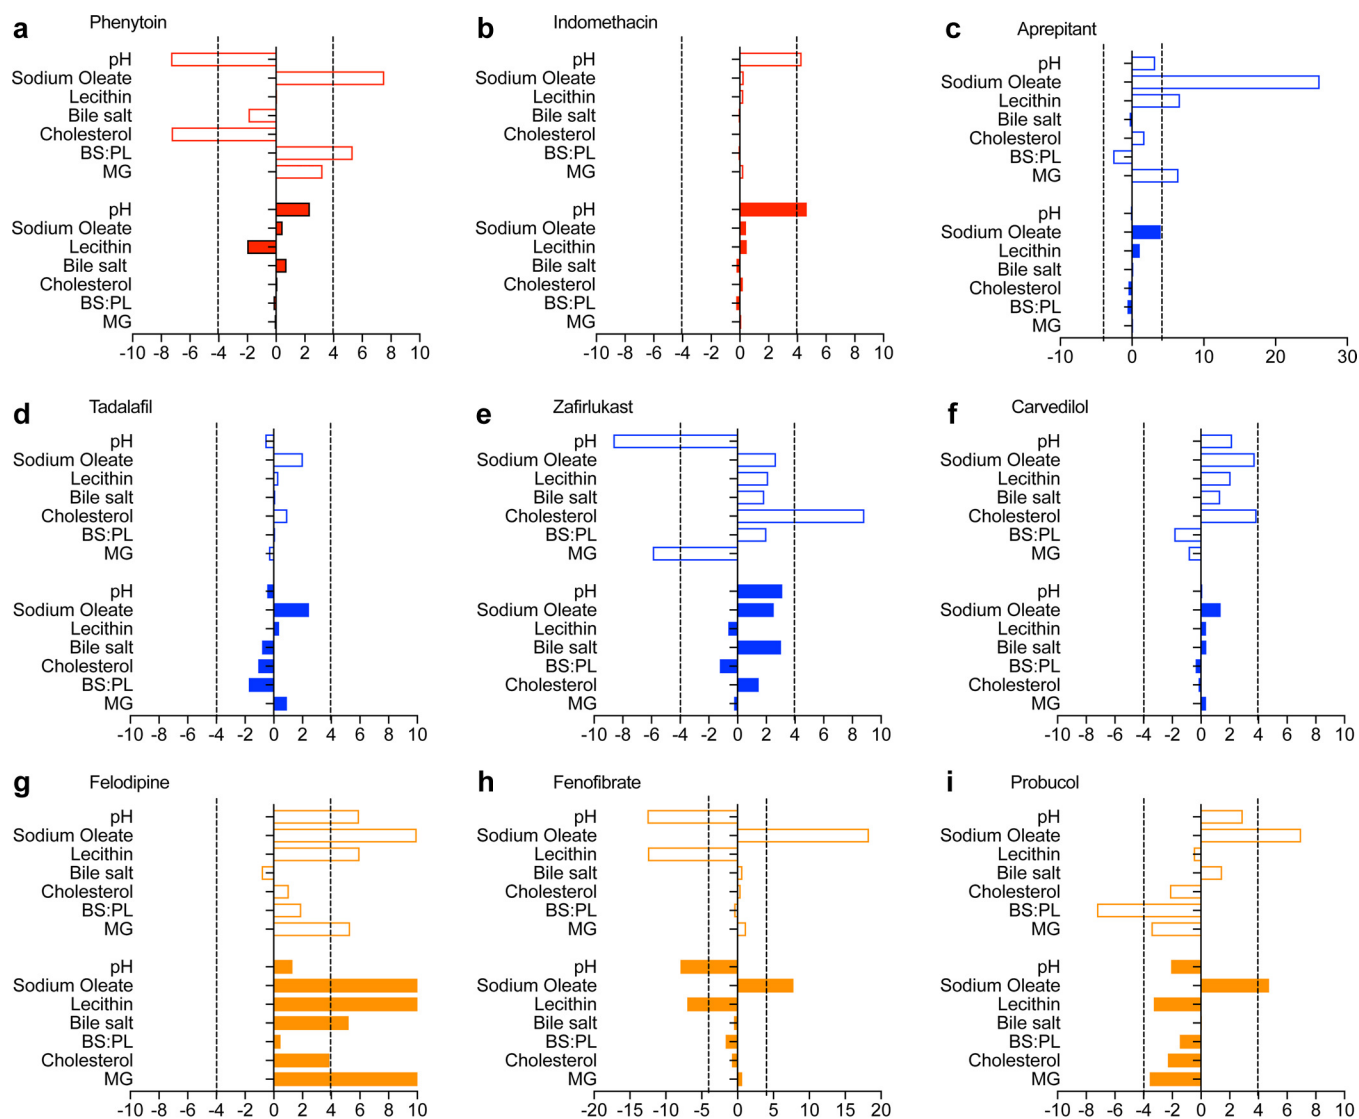 a Phenytoin
pH
Sodium Oleate
Lecithin
Bile salt
Cholesterol
BS:PL
MG
pH
Sodium Oleate
Lecithin
Bile salt
Cholesterol
BS:PL
MG
-10 -8 -6 -4 -2 0 2 4 6 8 10
b Indomethacin
pH
Sodium Oleate
Lecithin
Bile salt
Cholesterol
BS:PL
MG
pH
Sodium Oleate
Lecithin
Bile salt
Cholesterol
BS:PL
MG
-10 -8 -6 -4 -2 0 2 4 6 8 10
c Aprepitant
pH
Sodium Oleate
Lecithin
Bile salt
Cholesterol
BS:PL
MG
pH
Sodium Oleate
Lecithin
Bile salt
Cholesterol
BS:PL
MG
-10 0 10 20 30
d Tadalafil
pH
Sodium Oleate
Lecithin
Bile salt
Cholesterol
BS:PL
MG
pH
Sodium Oleate
Lecithin
Bile salt
Cholesterol
BS:PL
MG
-10 -8 -6 -4 -2 0 2 4 6 8 10
e Zafirlukast
pH
Sodium Oleate
Lecithin
Bile salt
Cholesterol
BS:PL
MG
pH
Sodium Oleate
Lecithin
Bile salt
BS:PL
Cholesterol
MG
-10 -8 -6 -4 -2 0 2 4 6 8 10
f Carvedilol
pH
Sodium Oleate
Lecithin
Bile salt
Cholesterol
BS:PL
MG
pH
Sodium Oleate
Lecithin
Bile salt
BS:PL
Cholesterol
MG
-10 -8 -6 -4 -2 0 2 4 6 8 10
g Felodipine
pH
Sodium Oleate
Lecithin
Bile salt
Cholesterol
BS:PL
MG
pH
Sodium Oleate
Lecithin
Bile salt
BS:PL
Cholesterol
MG
-10 -8 -6 -4 -2 0 2 4 6 8 10
h Fenofibrate
pH
Sodium Oleate
Lecithin
Bile salt
Cholesterol
BS:PL
MG
pH
Sodium Oleate
Lecithin
Bile salt
BS:PL
Cholesterol
MG
-20 -15 -10 -5 0 5 10 15 20
i Probucol
pH
Sodium Oleate
Lecithin
Bile salt
Cholesterol
BS:PL
MG
pH
Sodium Oleate
Lecithin
Bile salt
BS:PL
Cholesterol
MG
-10 -8 -6 -4 -2 0 2 4 6 8 10